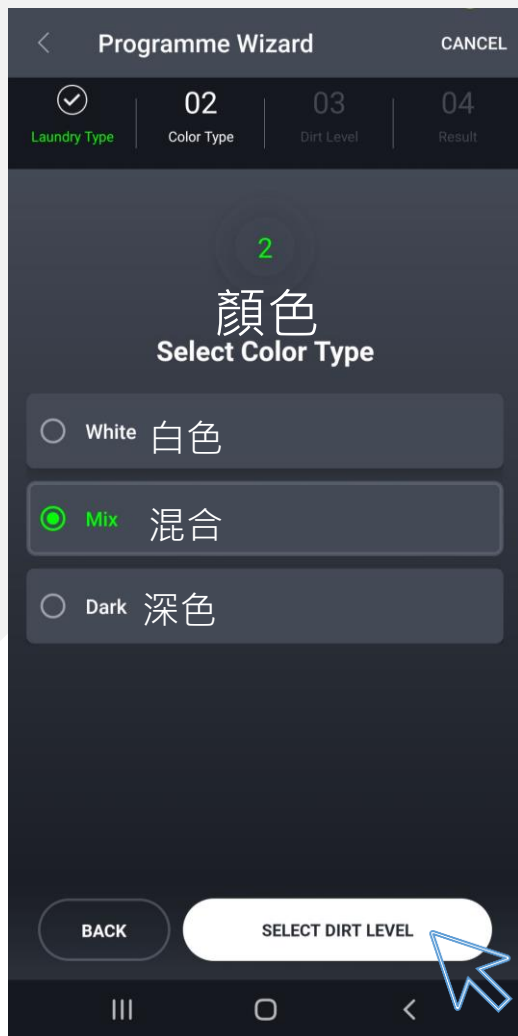 Programme Wizard CANCEL
02 03 04
Laundry Type Color Type Dirt Level Result
2
顏色
Select Color Type
White 白色
Mix 混合
Dark 深色
BACK SELECT DIRT LEVEL